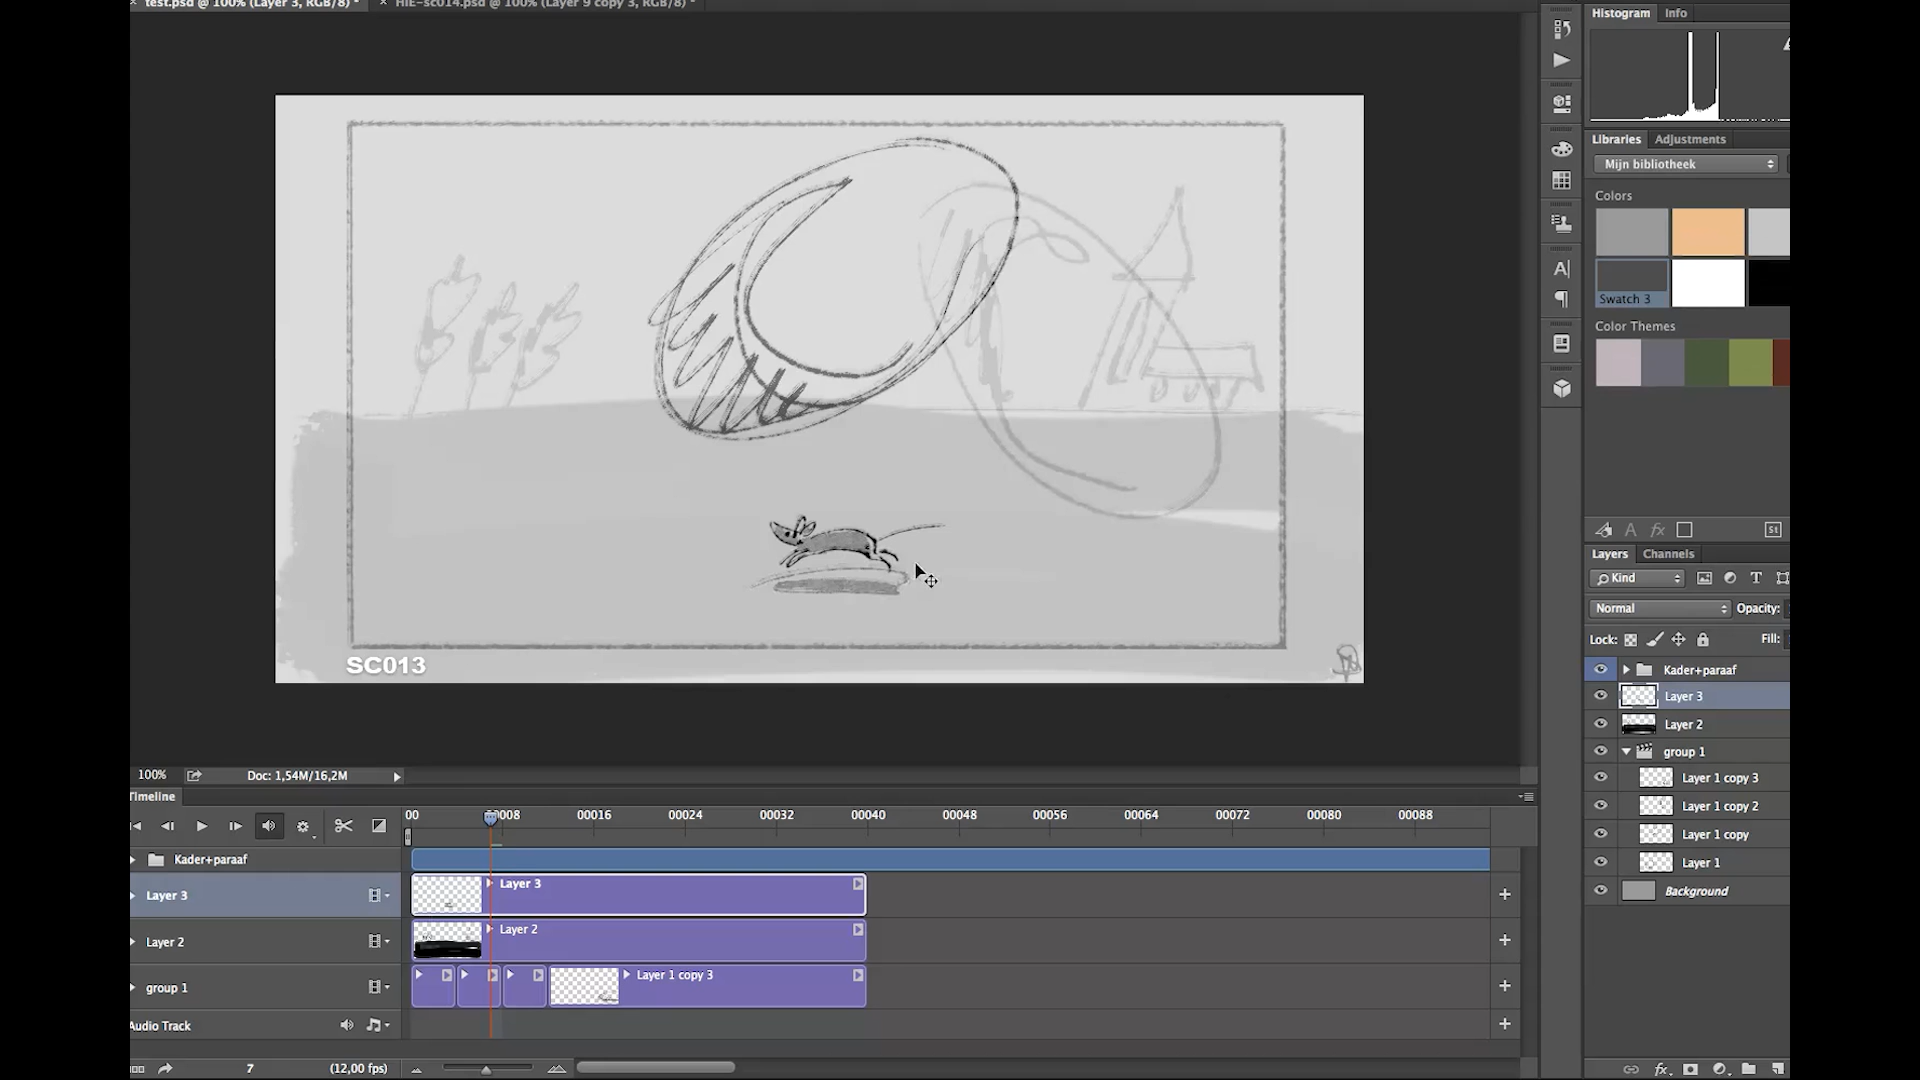 test.psd @ 100% (Layer 3, RGB/8) *
HIE-sc014.psd @ 100% (Layer 9 copy 3, RGB/8) *
Histogram Info
Libraries Adjustments
Mijn bibliotheek
Colors
Swatch 3
Color Themes
SC013
Layers Channels
Kind
Normal Opacity:
Lock: Fill:
Kader+paraaf
Layer 3
Layer 2
group 1
Layer 1 copy 3
Layer 1 copy 2
Layer 1 copy
Layer 1
Background
100% Doc: 1,54M/16,2M
Timeline
00 00016 00024 00032 00040 00048 00056 00064 00072 00080 00088
Kader+paraaf
Layer 3 Layer 3
Layer 2 Layer 2
group 1 Layer 1 copy 3
Audio Track
7 (12,00 fps)